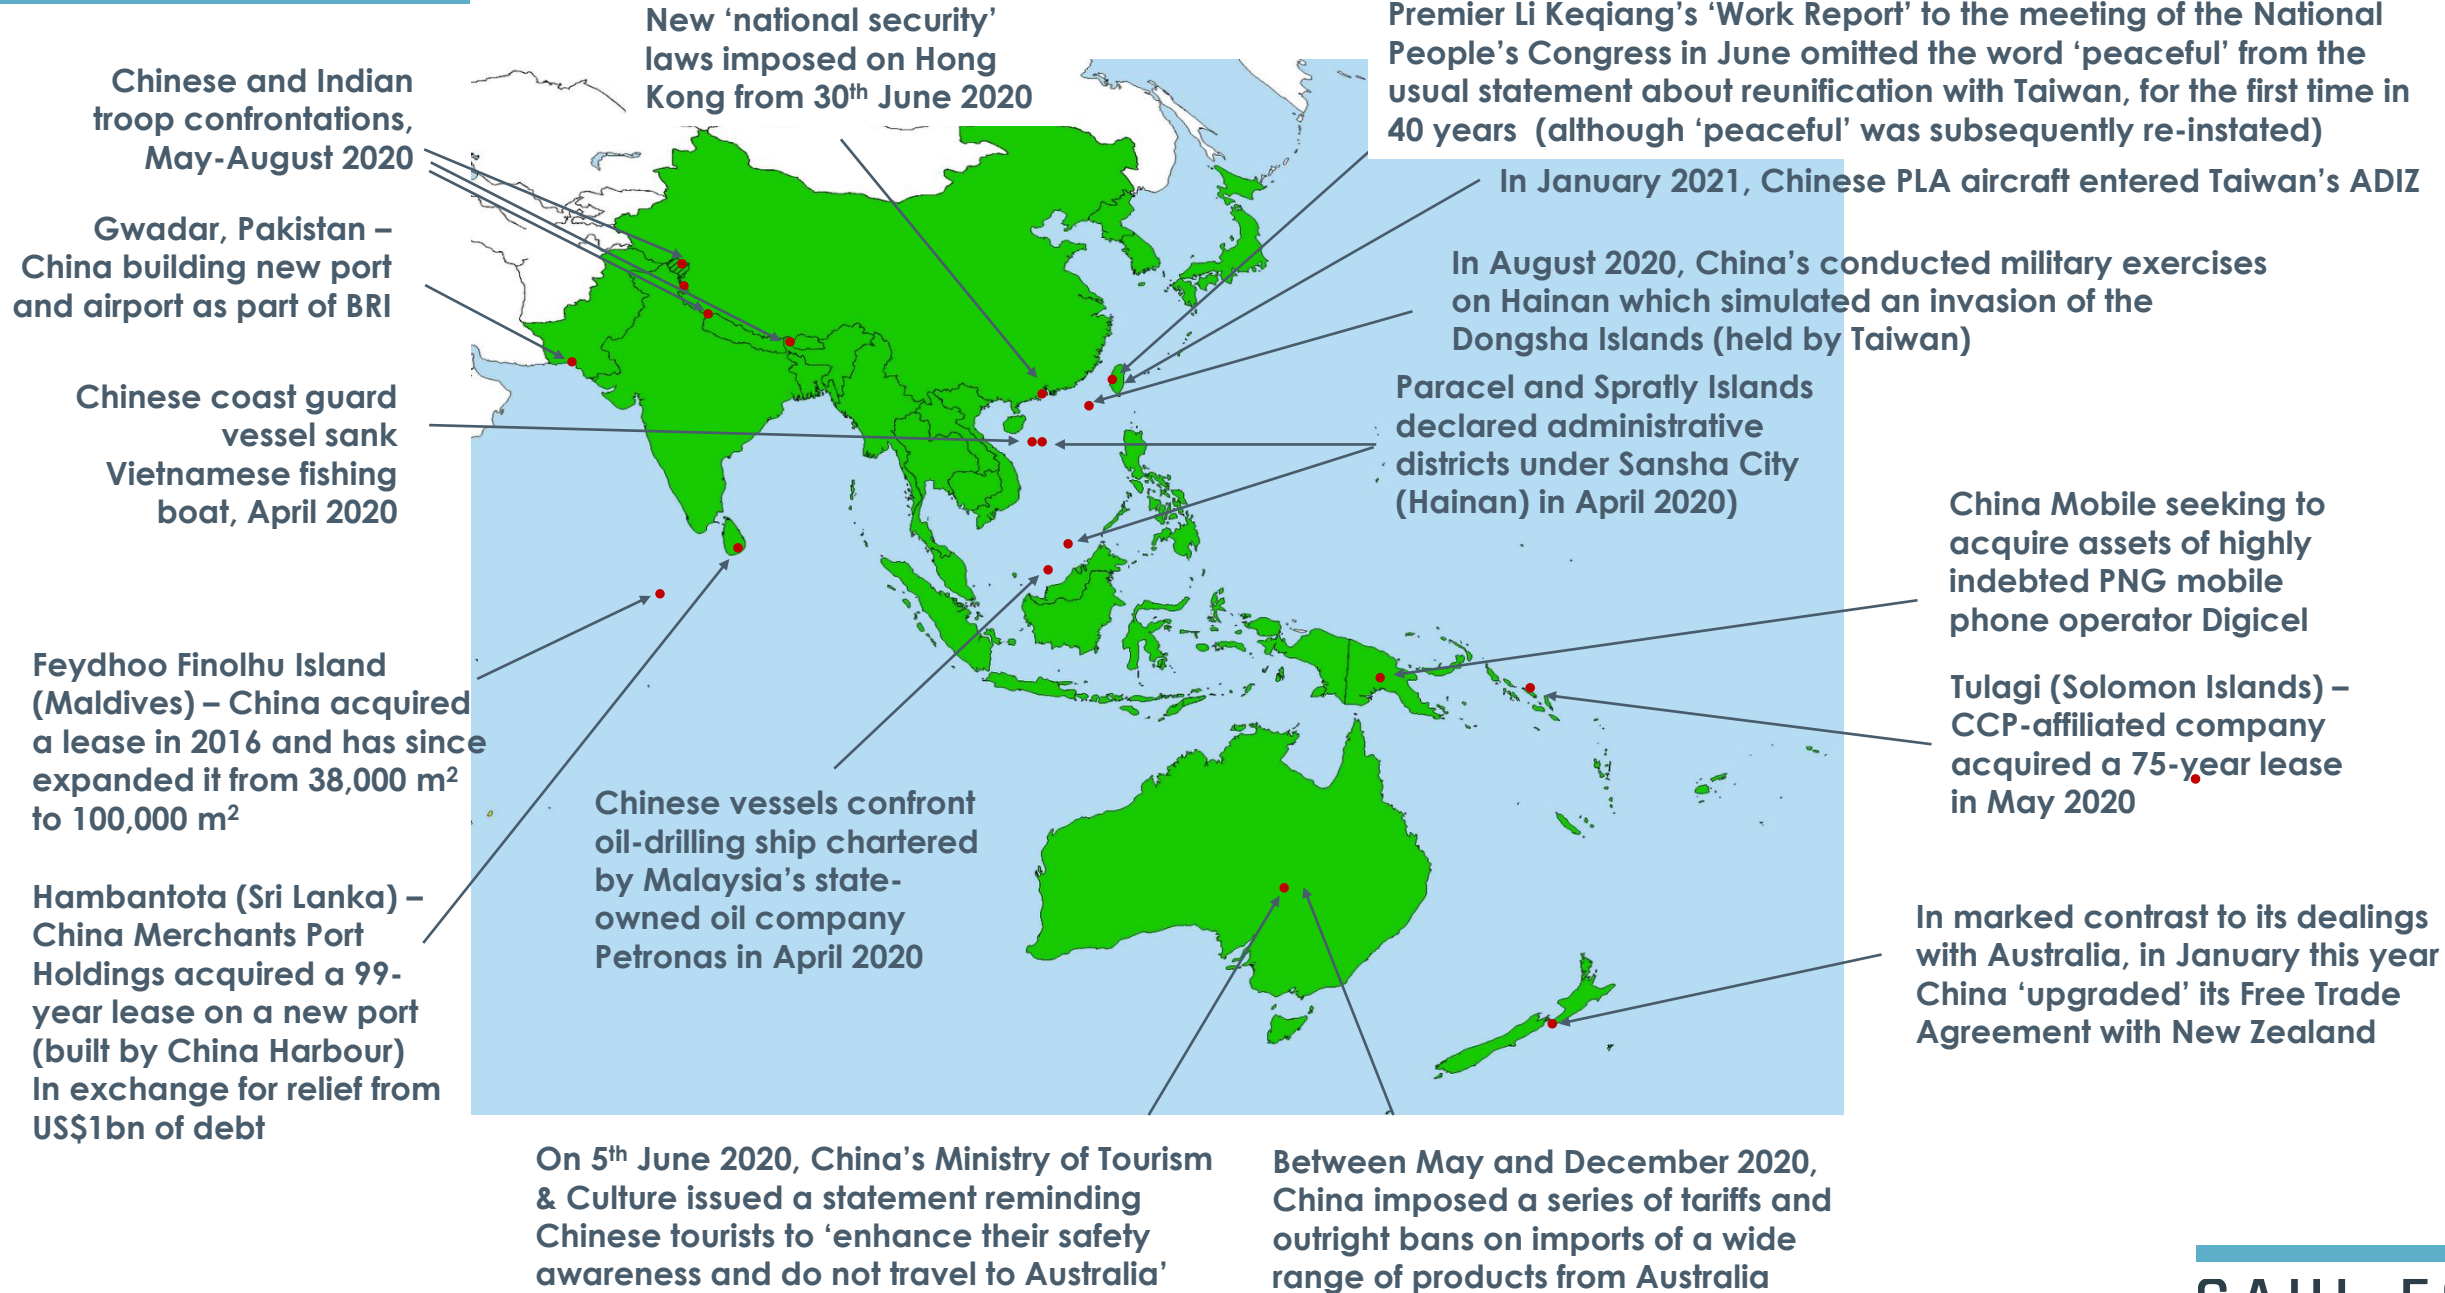 New ‘national security’
laws imposed on Hong
Kong from 30th June 2020
Premier Li Keqiang’s ‘Work Report’ to the meeting of the National
People’s Congress in June omitted the word ‘peaceful’ from the
usual statement about reunification with Taiwan, for the first time in
40 years (although ‘peaceful’ was subsequently re-instated)
Chinese and Indian
troop confrontations,
May-August 2020
In January 2021, Chinese PLA aircraft entered Taiwan’s ADIZ
Gwadar, Pakistan –
China building new port
and airport as part of BRI
In August 2020, China’s conducted military exercises
on Hainan which simulated an invasion of the
Dongsha Islands (held by Taiwan)
Chinese coast guard
vessel sank
Vietnamese fishing
boat, April 2020
Paracel and Spratly Islands
declared administrative
districts under Sansha City
(Hainan) in April 2020)
China Mobile seeking to
acquire assets of highly
indebted PNG mobile
phone operator Digicel
Feydhoo Finolhu Island
(Maldives) – China acquired
a lease in 2016 and has since
expanded it from 38,000 m²
to 100,000 m²
Tulagi (Solomon Islands) –
CCP-affiliated company
acquired a 75-year lease
in May 2020
Chinese vessels confront
oil-drilling ship chartered
by Malaysia’s state-
owned oil company
Petronas in April 2020
Hambantota (Sri Lanka) –
China Merchants Port
Holdings acquired a 99-
year lease on a new port
(built by China Harbour)
In exchange for relief from
US$1bn of debt
In marked contrast to its dealings
with Australia, in January this year
China ‘upgraded’ its Free Trade
Agreement with New Zealand
On 5th June 2020, China’s Ministry of Tourism
& Culture issued a statement reminding
Chinese tourists to ‘enhance their safety
awareness and do not travel to Australia’
Between May and December 2020,
China imposed a series of tariffs and
outright bans on imports of a wide
range of products from Australia